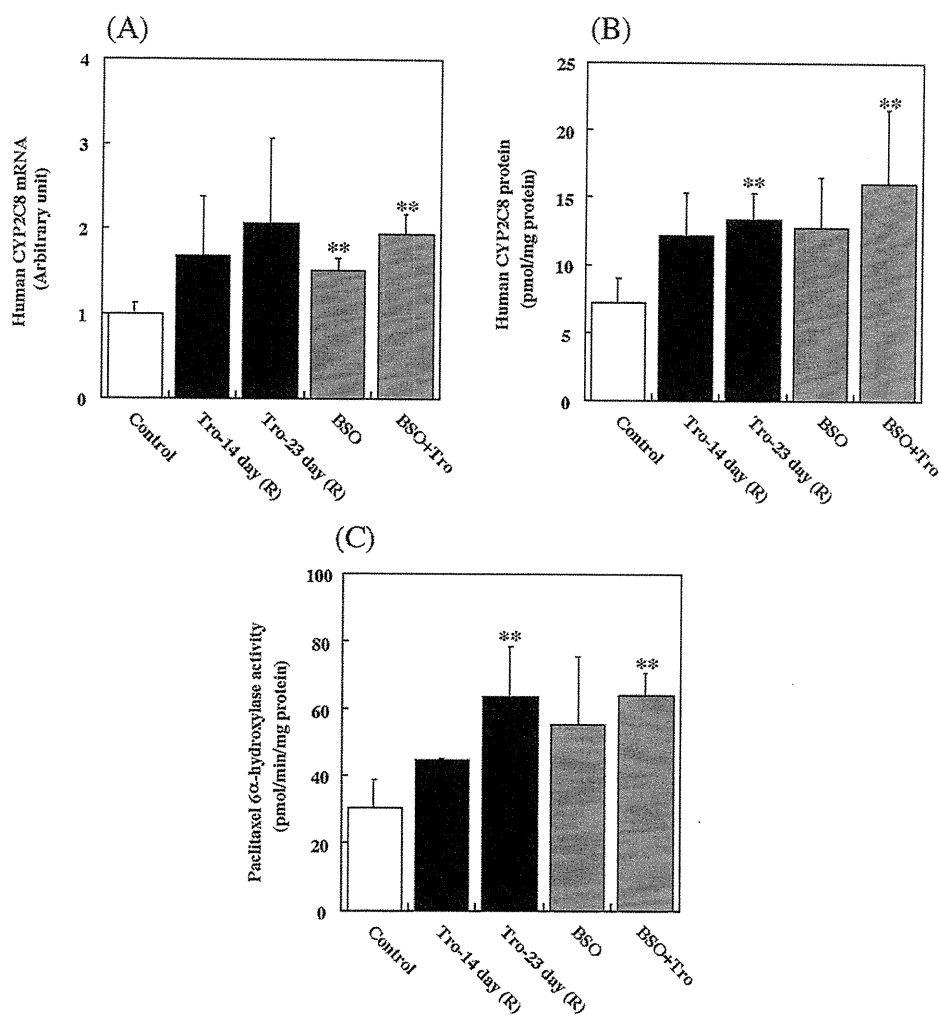 (A)
Human CYP2C8 mRNA
(Arbitrary unit)
4
3
2
1
0
**
**
Control
Tro-14 day (R)
Tro-23 day (R)
BSO
BSO+Tro
(B)
Human CYP2C8 protein
(pmol/mg protein)
25
20
15
10
5
0
**
**
Control
Tro-14 day (R)
Tro-23 day (R)
BSO
BSO+Tro
(C)
Paclitaxel 6α-hydroxylase activity
(pmol/min/mg protein)
100
80
60
40
20
0
**
**
Control
Tro-14 day (R)
Tro-23 day (R)
BSO
BSO+Tro